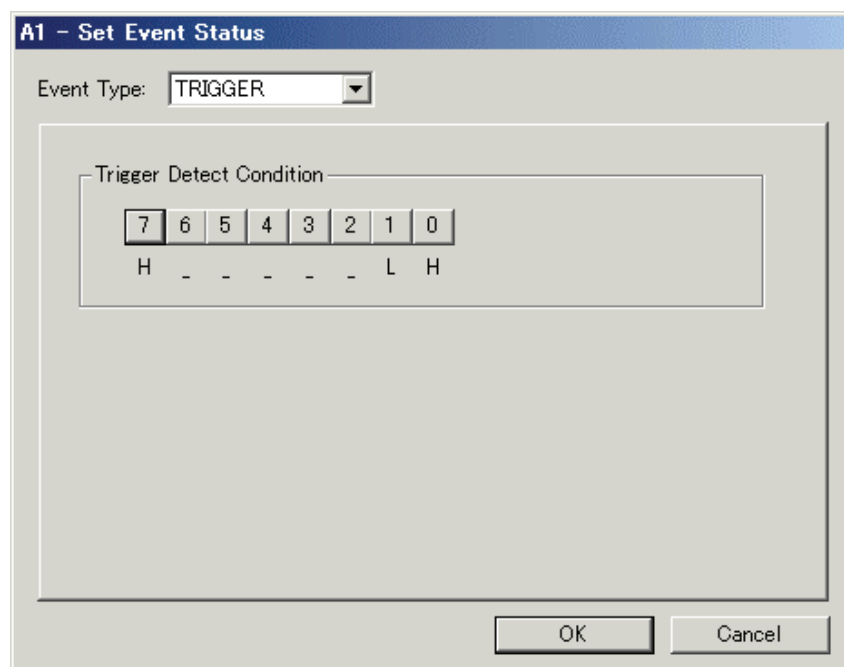 A1 - Set Event Status
Event Type: TRIGGER
Trigger Detect Condition
7 6 5 4 3 2 1 0
H _ _ _ _ _ L H
OK Cancel